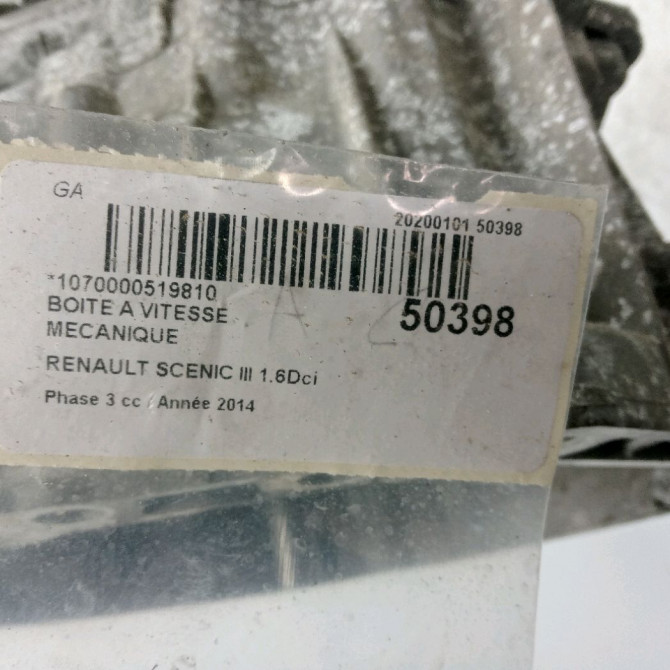 GA
20200101 50398
*1070000519810
50398
BOITE A VITESSE
MECANIQUE
RENAULT SCENIC III 1.6Dci
Phase 3 cc / Année 2014